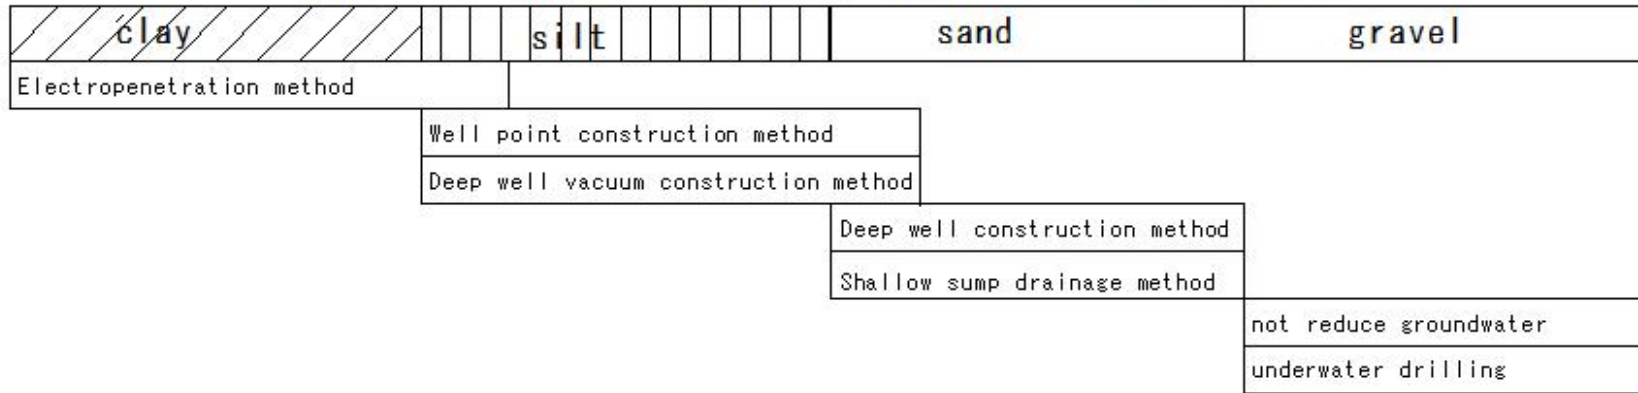 clay silt sand gravel
Electropenetration method
Well point construction method
Deep well vacuum construction method
Deep well construction method
Shallow sump drainage method
not reduce groundwater
underwater drilling